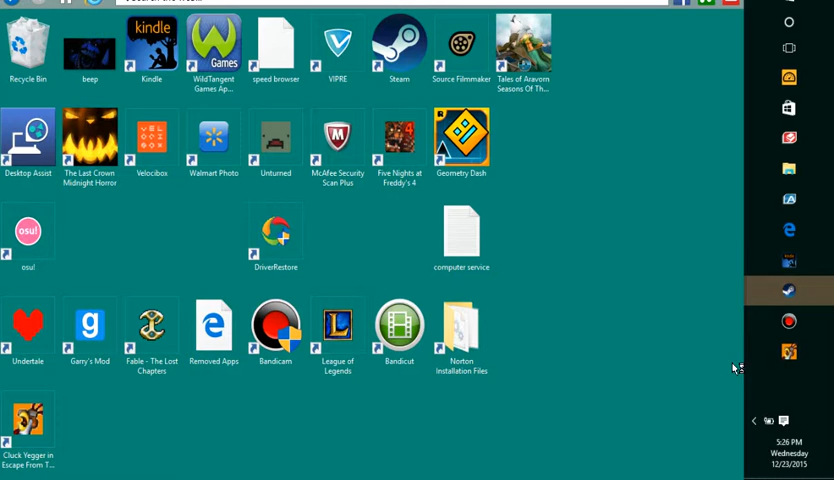 kindle
Games
Recycle Bin
beep
Kindle
WildTangent
Games Ap...
speed browser
VIPRE
Steam
Source Filmmaker
Tales of Aravorn
Seasons Of Th...
4
Desktop Assist
The Last Crown
Midnight Horror
Velocibox
Walmart Photo
Unturned
McAfee Security
Scan Plus
Five Nights at
Freddy's 4
Geometry Dash
osu!
osu!
DriverRestore
computer service
g
Undertale
Garry's Mod
Fable - The Lost
Chapters
Removed Apps
Bandicam
League of
Legends
Bandicut
Norton
Installation Files
Cluck Yegger in
Escape From T...
5:26 PM
Wednesday
12/23/2015